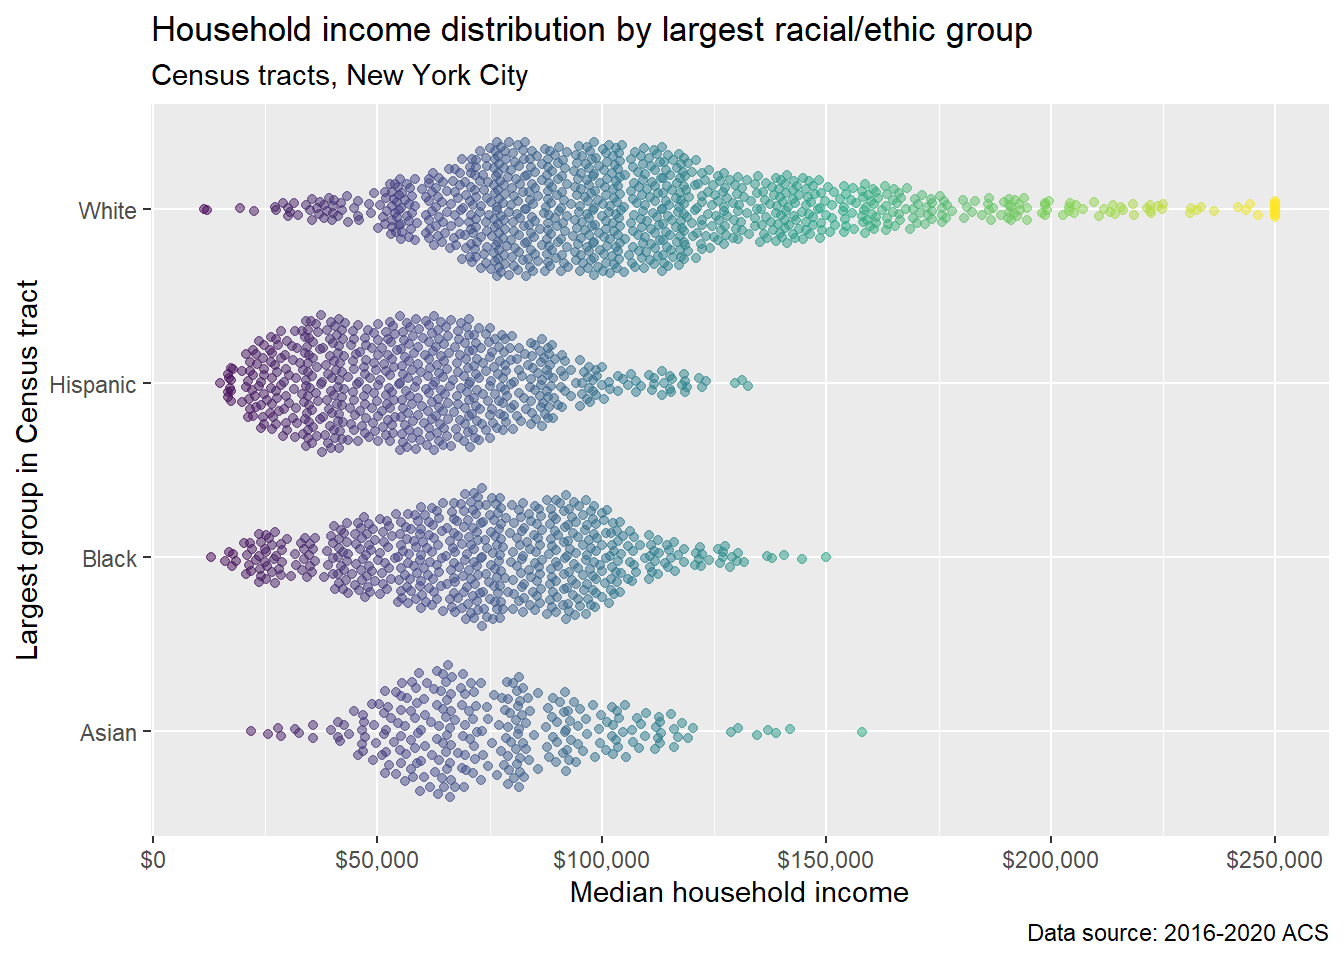 Household income distribution by largest racial/ethic group
Census tracts, New York City
Largest group in Census tract
White
Hispanic
Black
Asian
$0
$50,000
$100,000
$150,000
$200,000
$250,000
Median household income
Data source: 2016-2020 ACS